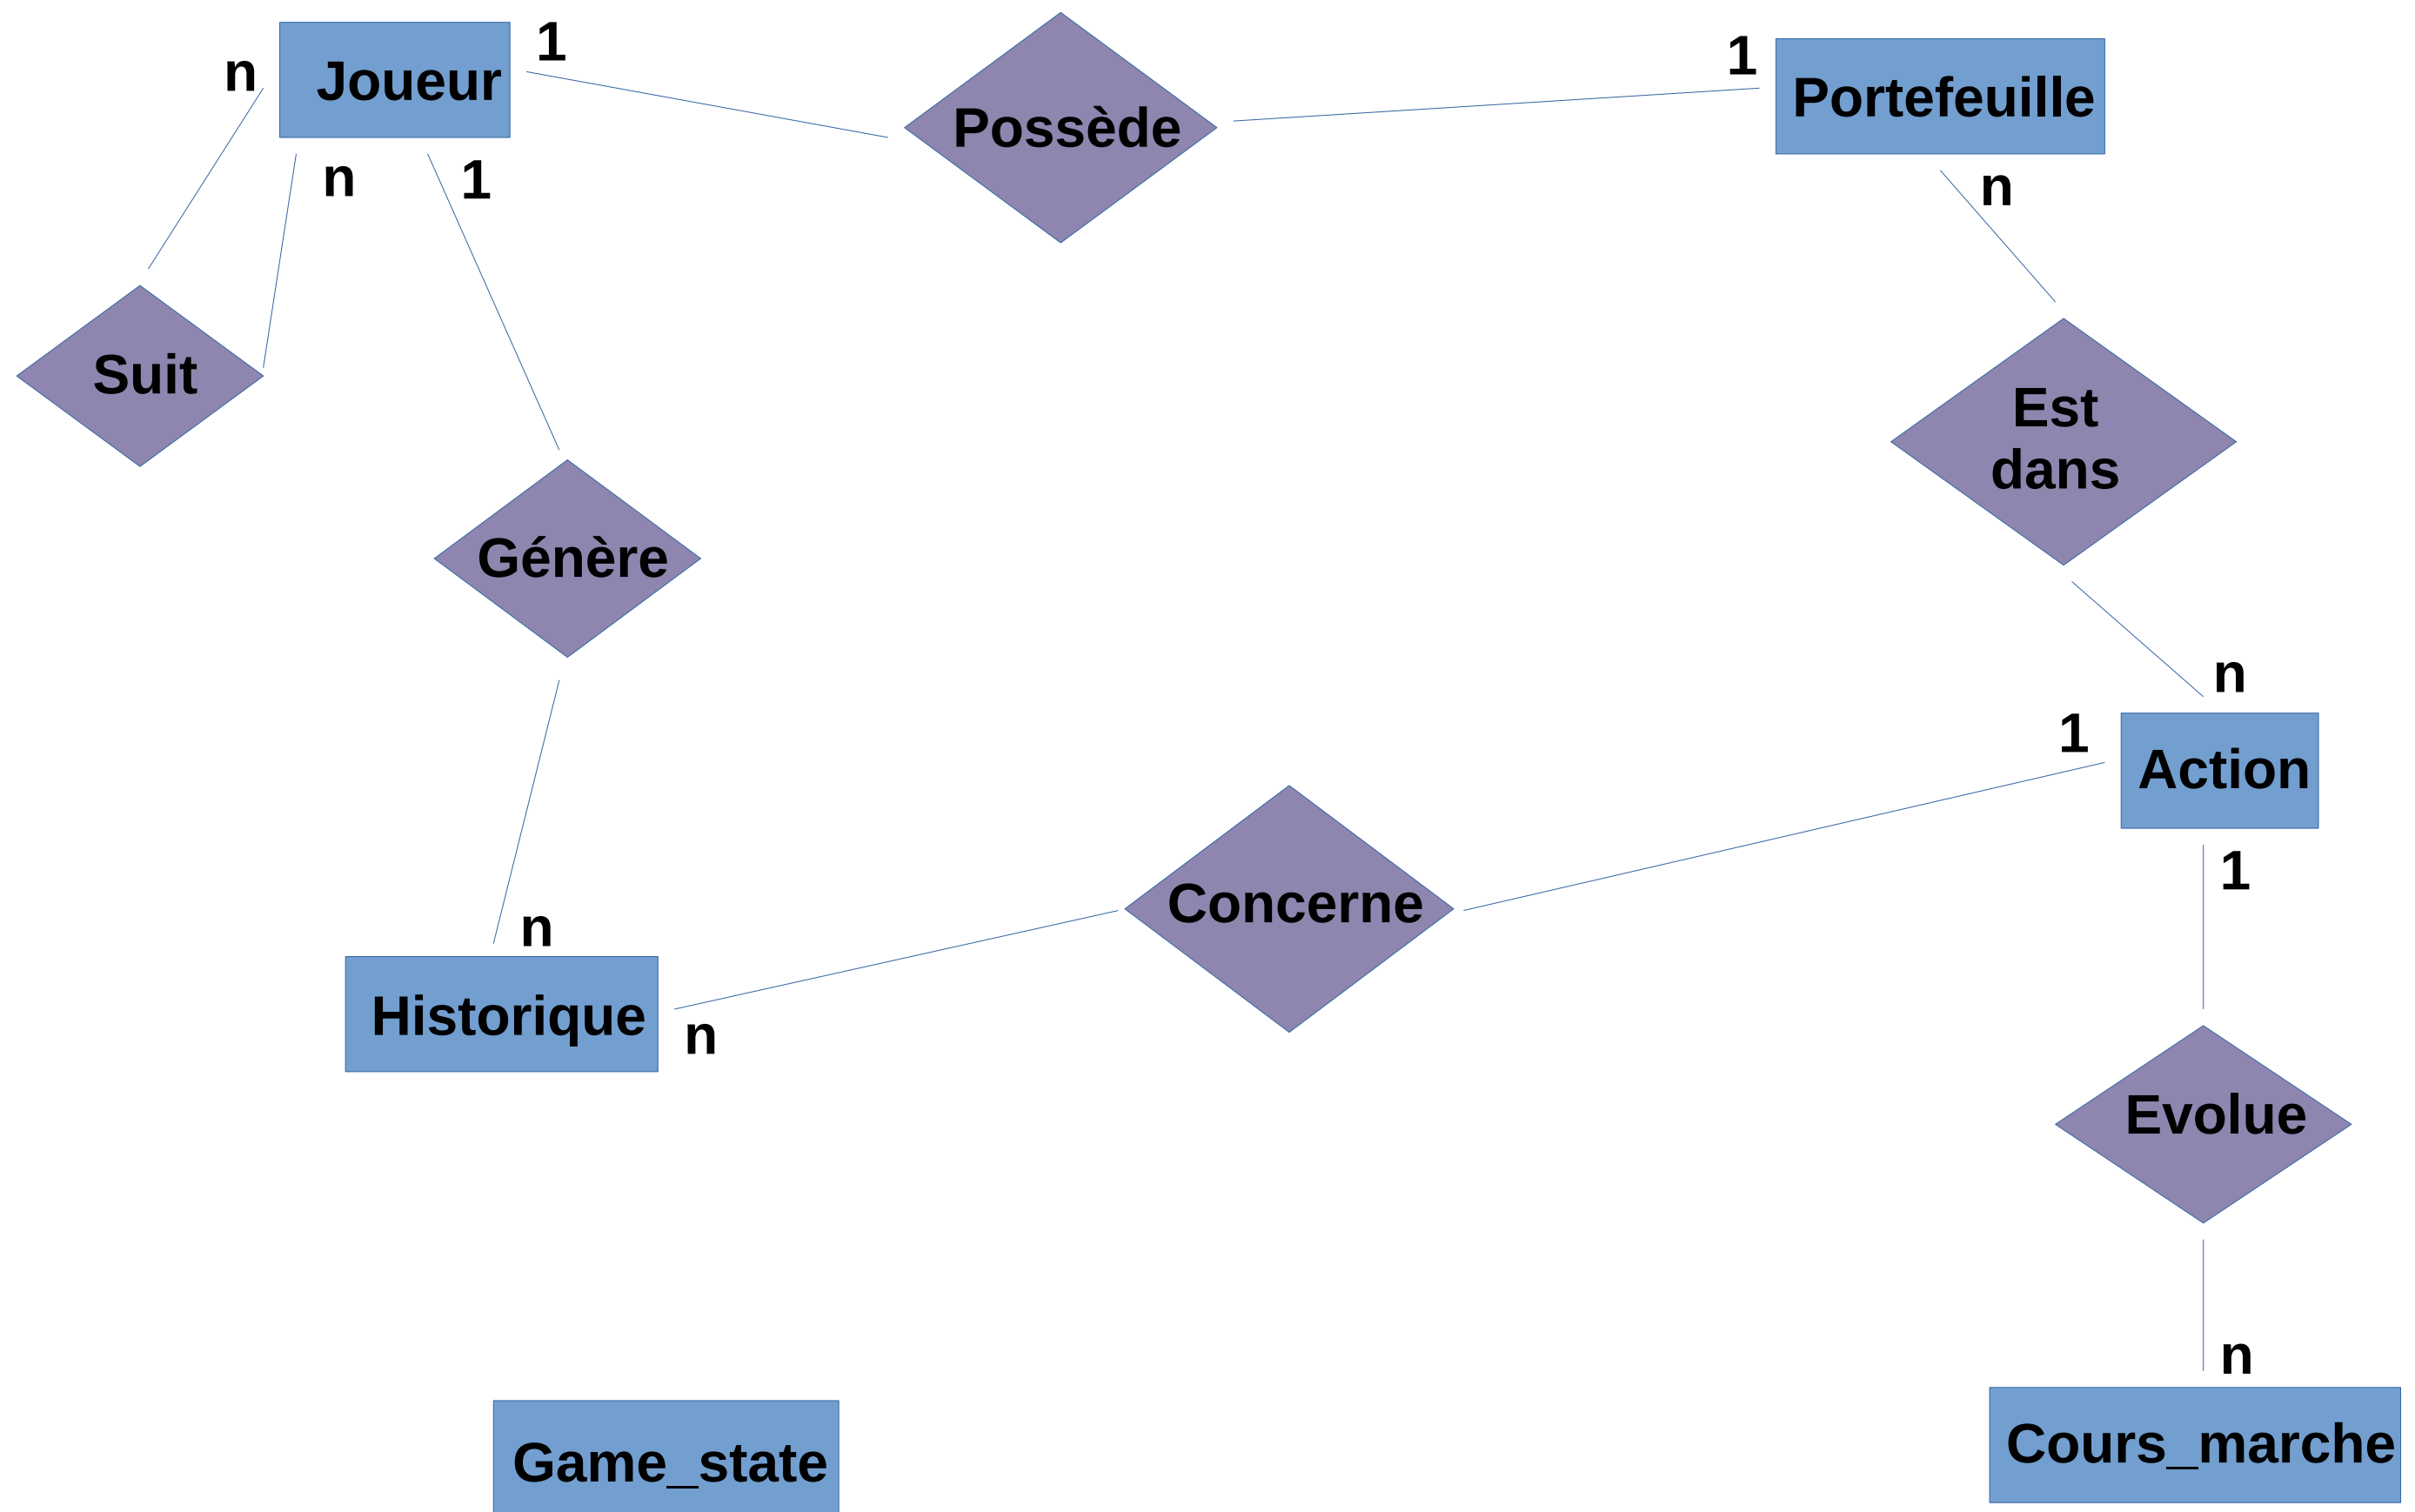 n
Joueur
1
Possède
1
Portefeuille
n
1
n
Suit
Est
dans
Génère
n
1
Action
1
Concerne
n
Historique
n
Evolue
n
Game_state
Cours_marche